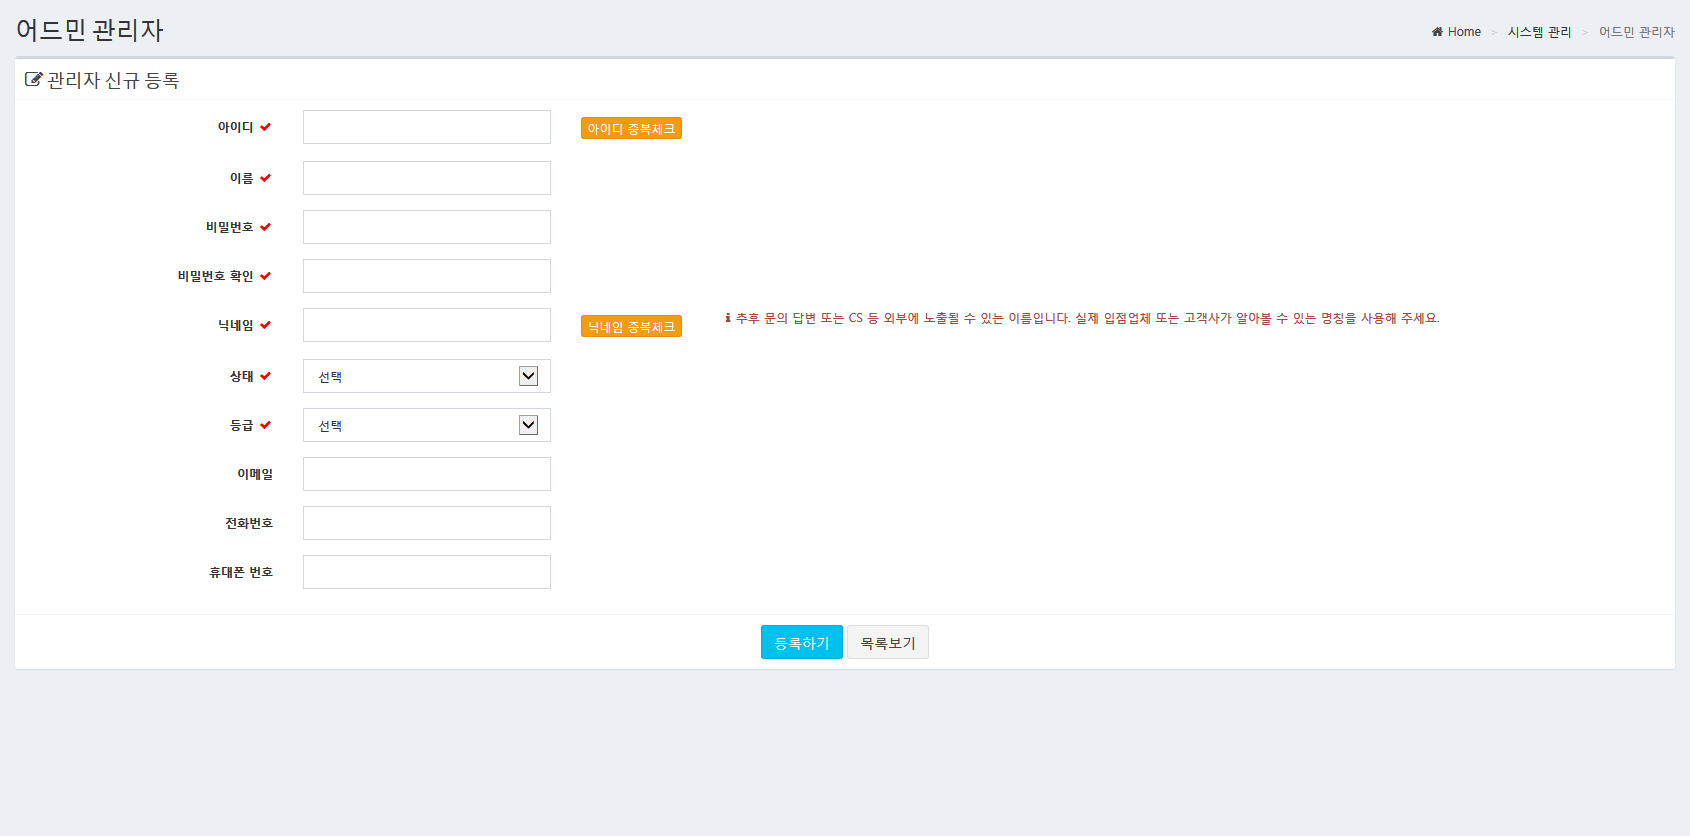 어드민 관리자
Home > 시스템 관리 > 어드민 관리자
관리자 신규 등록
아이디
아이디 중복체크
이름
비밀번호
비밀번호 확인
닉네임
닉네임 중복체크
추후 문의 답변 또는 CS 등 외부에 노출될 수 있는 이름입니다. 실제 입점업체 또는 고객사가 알아볼 수 있는 명칭을 사용해 주세요.
상태
선택
등급
선택
이메일
전화번호
휴대폰 번호
등록하기 목록보기